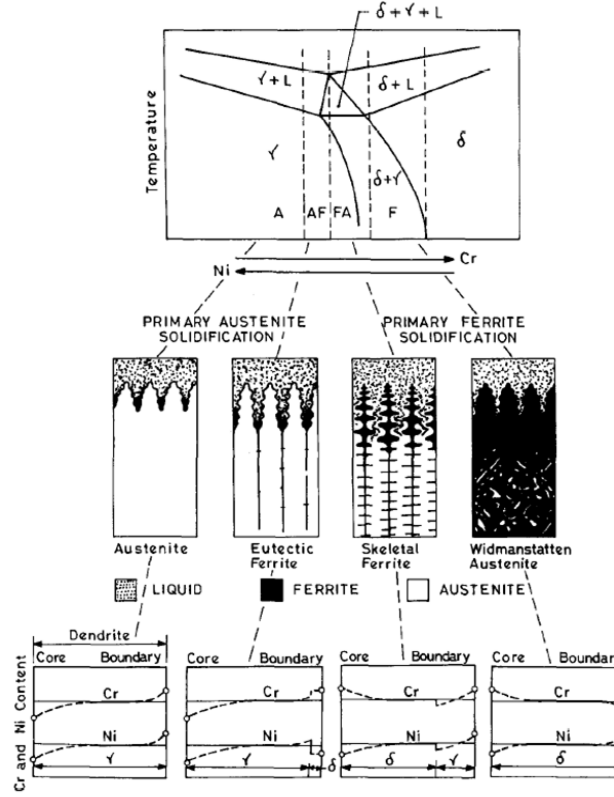 δ+γ+L
γ+L
δ+L
γ
δ+γ
δ
A
AF
FA
F
Temperature
Ni
Cr
PRIMARY AUSTENITE
SOLIDIFICATION
PRIMARY FERRITE
SOLIDIFICATION
Austenite
Eutectic
Ferrite
Skeletal
Ferrite
Widmanstatten
Austenite
LIQUID
FERRITE
AUSTENITE
Dendrite
Cr and Ni Content
Core Boundary
Cr
Ni
γ
Core Boundary
Cr
Ni
γ
δ
Core Boundary
Cr
Ni
δ
γ
Core
Cr
Ni
δ